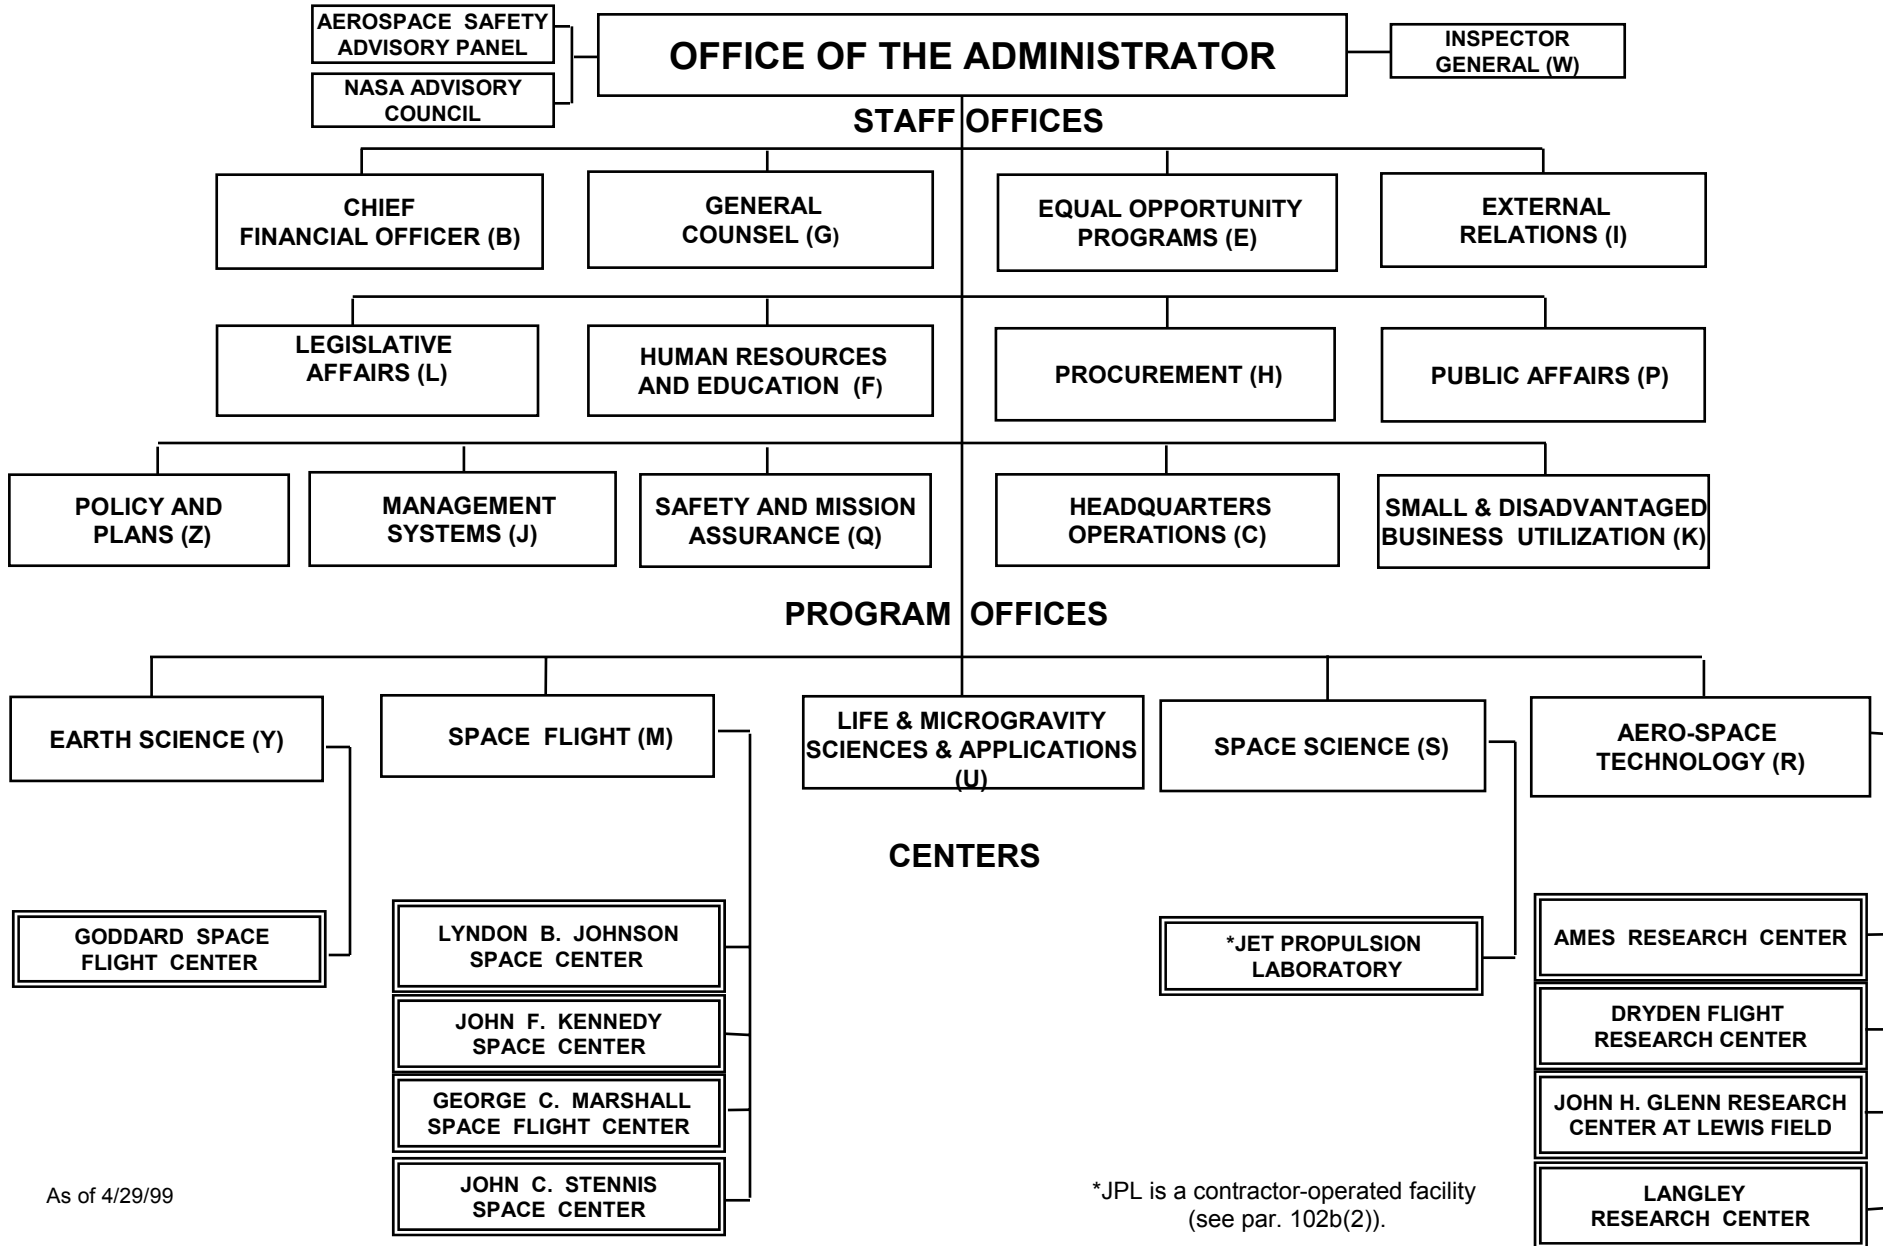 AEROSPACE SAFETY
ADVISORY PANEL
NASA ADVISORY
COUNCIL
OFFICE OF THE ADMINISTRATOR
INSPECTOR
GENERAL (W)
STAFF OFFICES
CHIEF
FINANCIAL OFFICER (B)
GENERAL
COUNSEL (G)
EQUAL OPPORTUNITY
PROGRAMS (E)
EXTERNAL
RELATIONS (I)
LEGISLATIVE
AFFAIRS (L)
HUMAN RESOURCES
AND EDUCATION (F)
PROCUREMENT (H)
PUBLIC AFFAIRS (P)
POLICY AND
PLANS (Z)
MANAGEMENT
SYSTEMS (J)
SAFETY AND MISSION
ASSURANCE (Q)
HEADQUARTERS
OPERATIONS (C)
SMALL & DISADVANTAGED
BUSINESS UTILIZATION (K)
PROGRAM OFFICES
EARTH SCIENCE (Y)
SPACE FLIGHT (M)
LIFE & MICROGRAVITY
SCIENCES & APPLICATIONS
(U)
SPACE SCIENCE (S)
AERO-SPACE
TECHNOLOGY (R)
CENTERS
GODDARD SPACE
FLIGHT CENTER
LYNDON B. JOHNSON
SPACE CENTER
JOHN F. KENNEDY
SPACE CENTER
GEORGE C. MARSHALL
SPACE FLIGHT CENTER
JOHN C. STENNIS
SPACE CENTER
*JET PROPULSION
LABORATORY
AMES RESEARCH CENTER
DRYDEN FLIGHT
RESEARCH CENTER
JOHN H. GLENN RESEARCH
CENTER AT LEWIS FIELD
LANGLEY
RESEARCH CENTER
As of 4/29/99
*JPL is a contractor-operated facility
(see par. 102b(2)).